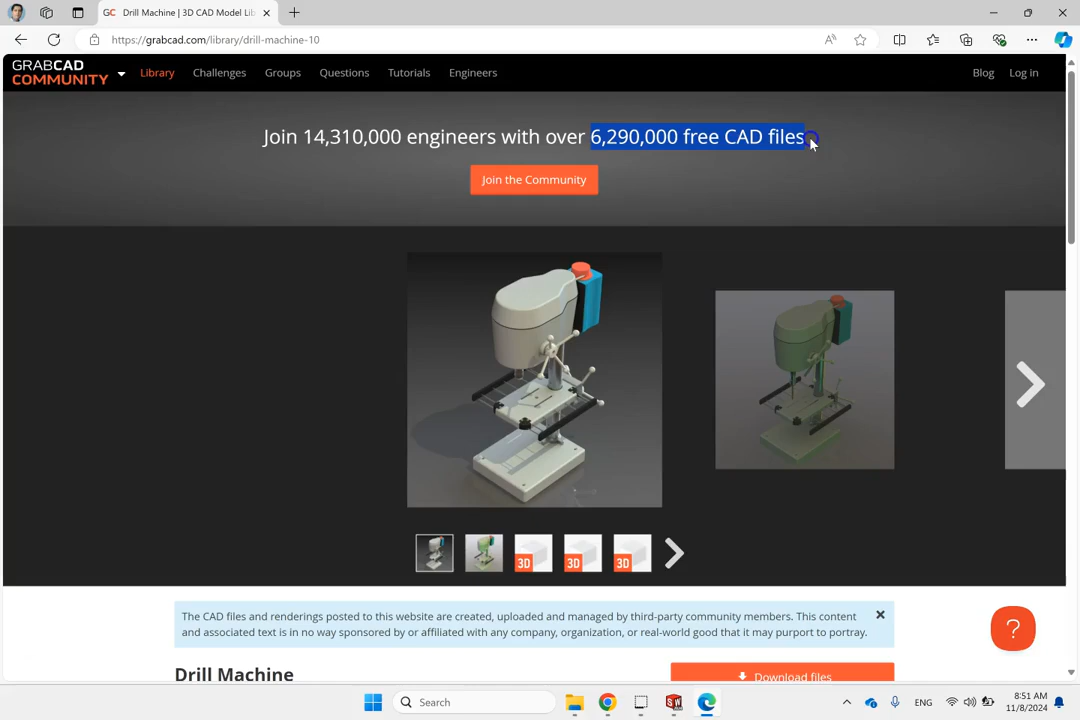 GC Drill Machine | 3D CAD Model Lib
https://grabcad.com/library/drill-machine-10
GRABCAD
COMMUNITY
Library
Challenges
Groups
Questions
Tutorials
Engineers
Blog
Log in
Join 14,310,000 engineers with over 6,290,000 free CAD files
Join the Community
3D
3D
3D
The CAD files and renderings posted to this website are created, uploaded and managed by third-party community members. This content
and associated text is in no way sponsored by or affiliated with any company, organization, or real-world good that it may purport to portray.
?
Drill Machine
Download files
Search
ENG
8:51 AM
11/8/2024